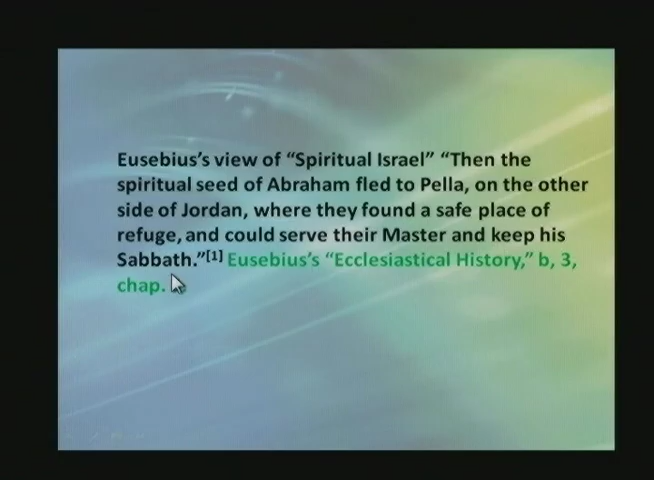 Eusebius's view of "Spiritual Israel" "Then the
spiritual seed of Abraham fled to Pella, on the other
side of Jordan, where they found a safe place of
refuge, and could serve their Master and keep his
Sabbath."[1] Eusebius's "Ecclesiastical History," b, 3,
chap.